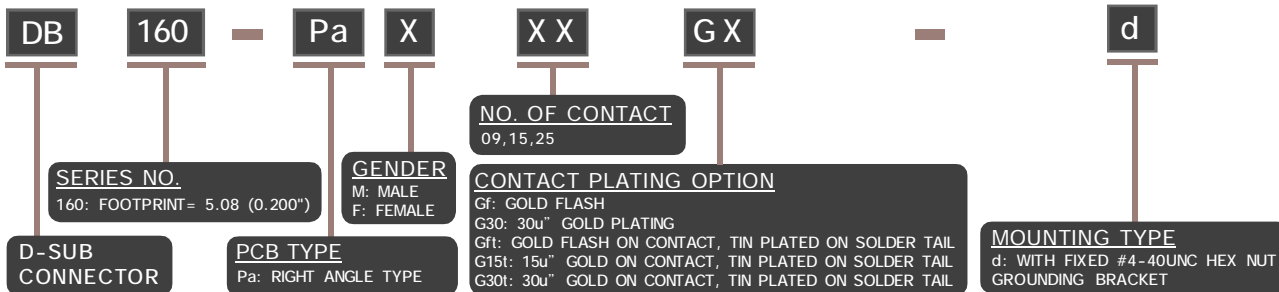 DB 160 - Pa X XX GX - d
NO. OF CONTACT
09,15,25
SERIES NO.
160: FOOTPRINT= 5.08 (0.200")
GENDER
M: MALE
F: FEMALE
CONTACT PLATING OPTION
Gf: GOLD FLASH
G30: 30u" GOLD PLATING
Gft: GOLD FLASH ON CONTACT, TIN PLATED ON SOLDER TAIL
G15t: 15u" GOLD ON CONTACT, TIN PLATED ON SOLDER TAIL
G30t: 30u" GOLD ON CONTACT, TIN PLATED ON SOLDER TAIL
D-SUB
CONNECTOR
PCB TYPE
Pa: RIGHT ANGLE TYPE
MOUNTING TYPE
d: WITH FIXED #4-40UNC HEX NUT
GROUNDING BRACKET